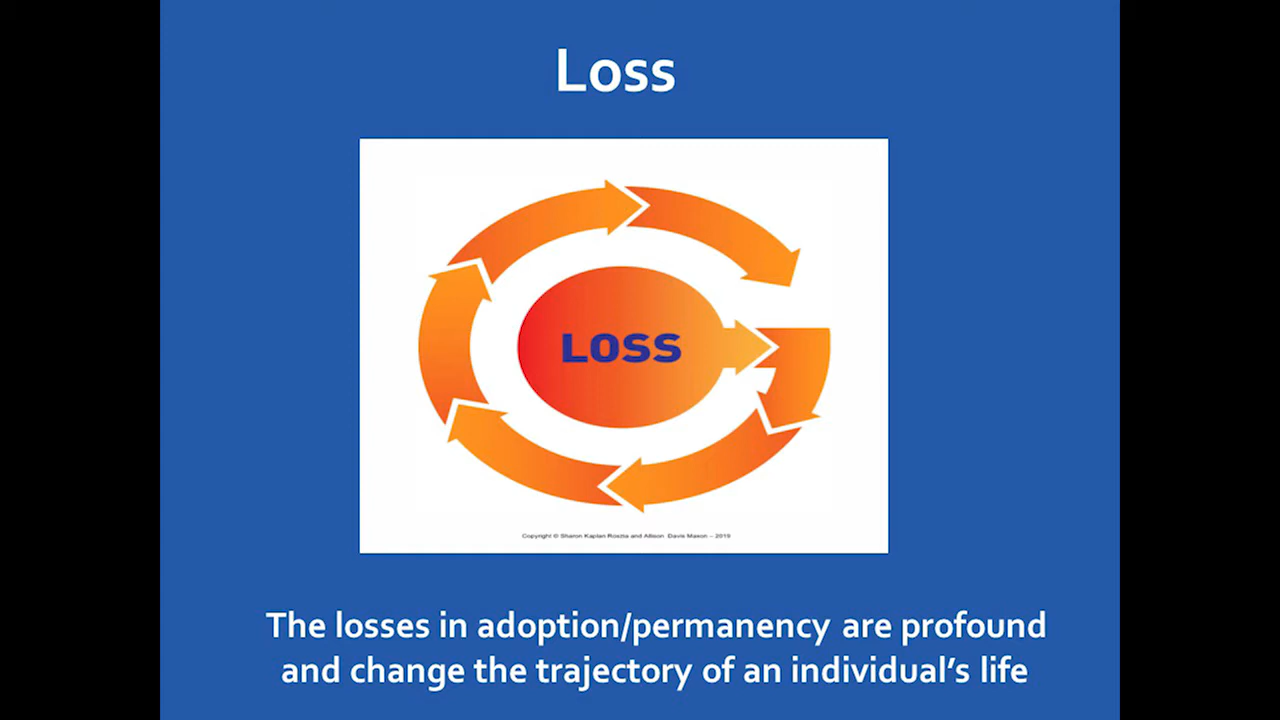 Loss
LOSS
Copyright © Sharon Kaplan Roszia and Allison Davis Maxon – 2019
The losses in adoption/permanency are profound
and change the trajectory of an individual’s life